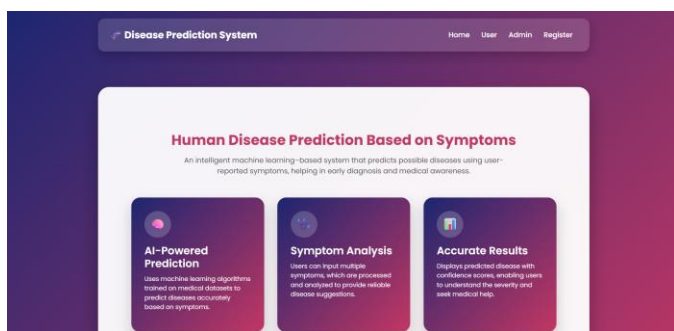 Disease Prediction System
Home User Admin Register
Human Disease Prediction Based on Symptoms
An intelligent machine learning-based system that predicts possible diseases using user-
reported symptoms, helping in early diagnosis and medical awareness.
AI-Powered
Prediction
Uses machine learning algorithms
trained on medical datasets to
predict diseases accurately
based on symptoms.
Symptom Analysis
Users can input multiple
symptoms, which are processed
and analyzed to provide reliable
disease suggestions.
Accurate Results
Displays predicted disease with
confidence scores, enabling users
to understand the severity and
seek medical help.